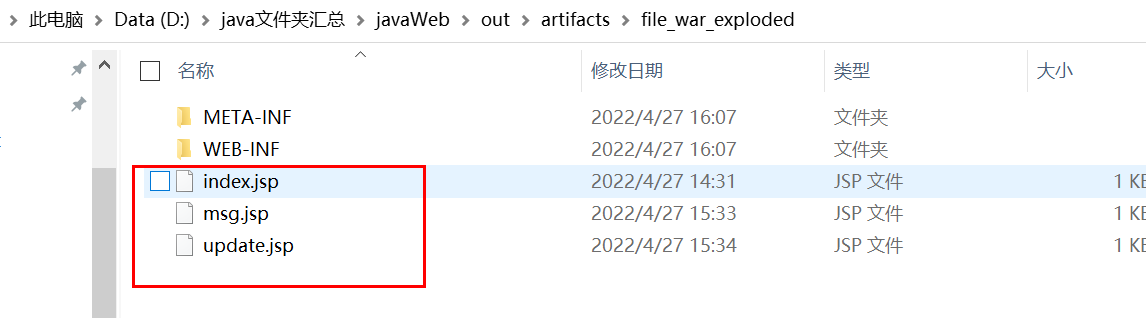 此电脑 > Data (D:) > java文件夹汇总 > javaWeb > out > artifacts > file_war_exploded
名称 修改日期 类型 大小
META-INF 2022/4/27 16:07 文件夹
WEB-INF 2022/4/27 16:07 文件夹
index.jsp 2022/4/27 14:31 JSP 文件 1 KB
msg.jsp 2022/4/27 15:33 JSP 文件 1 KB
update.jsp 2022/4/27 15:34 JSP 文件 1 KB